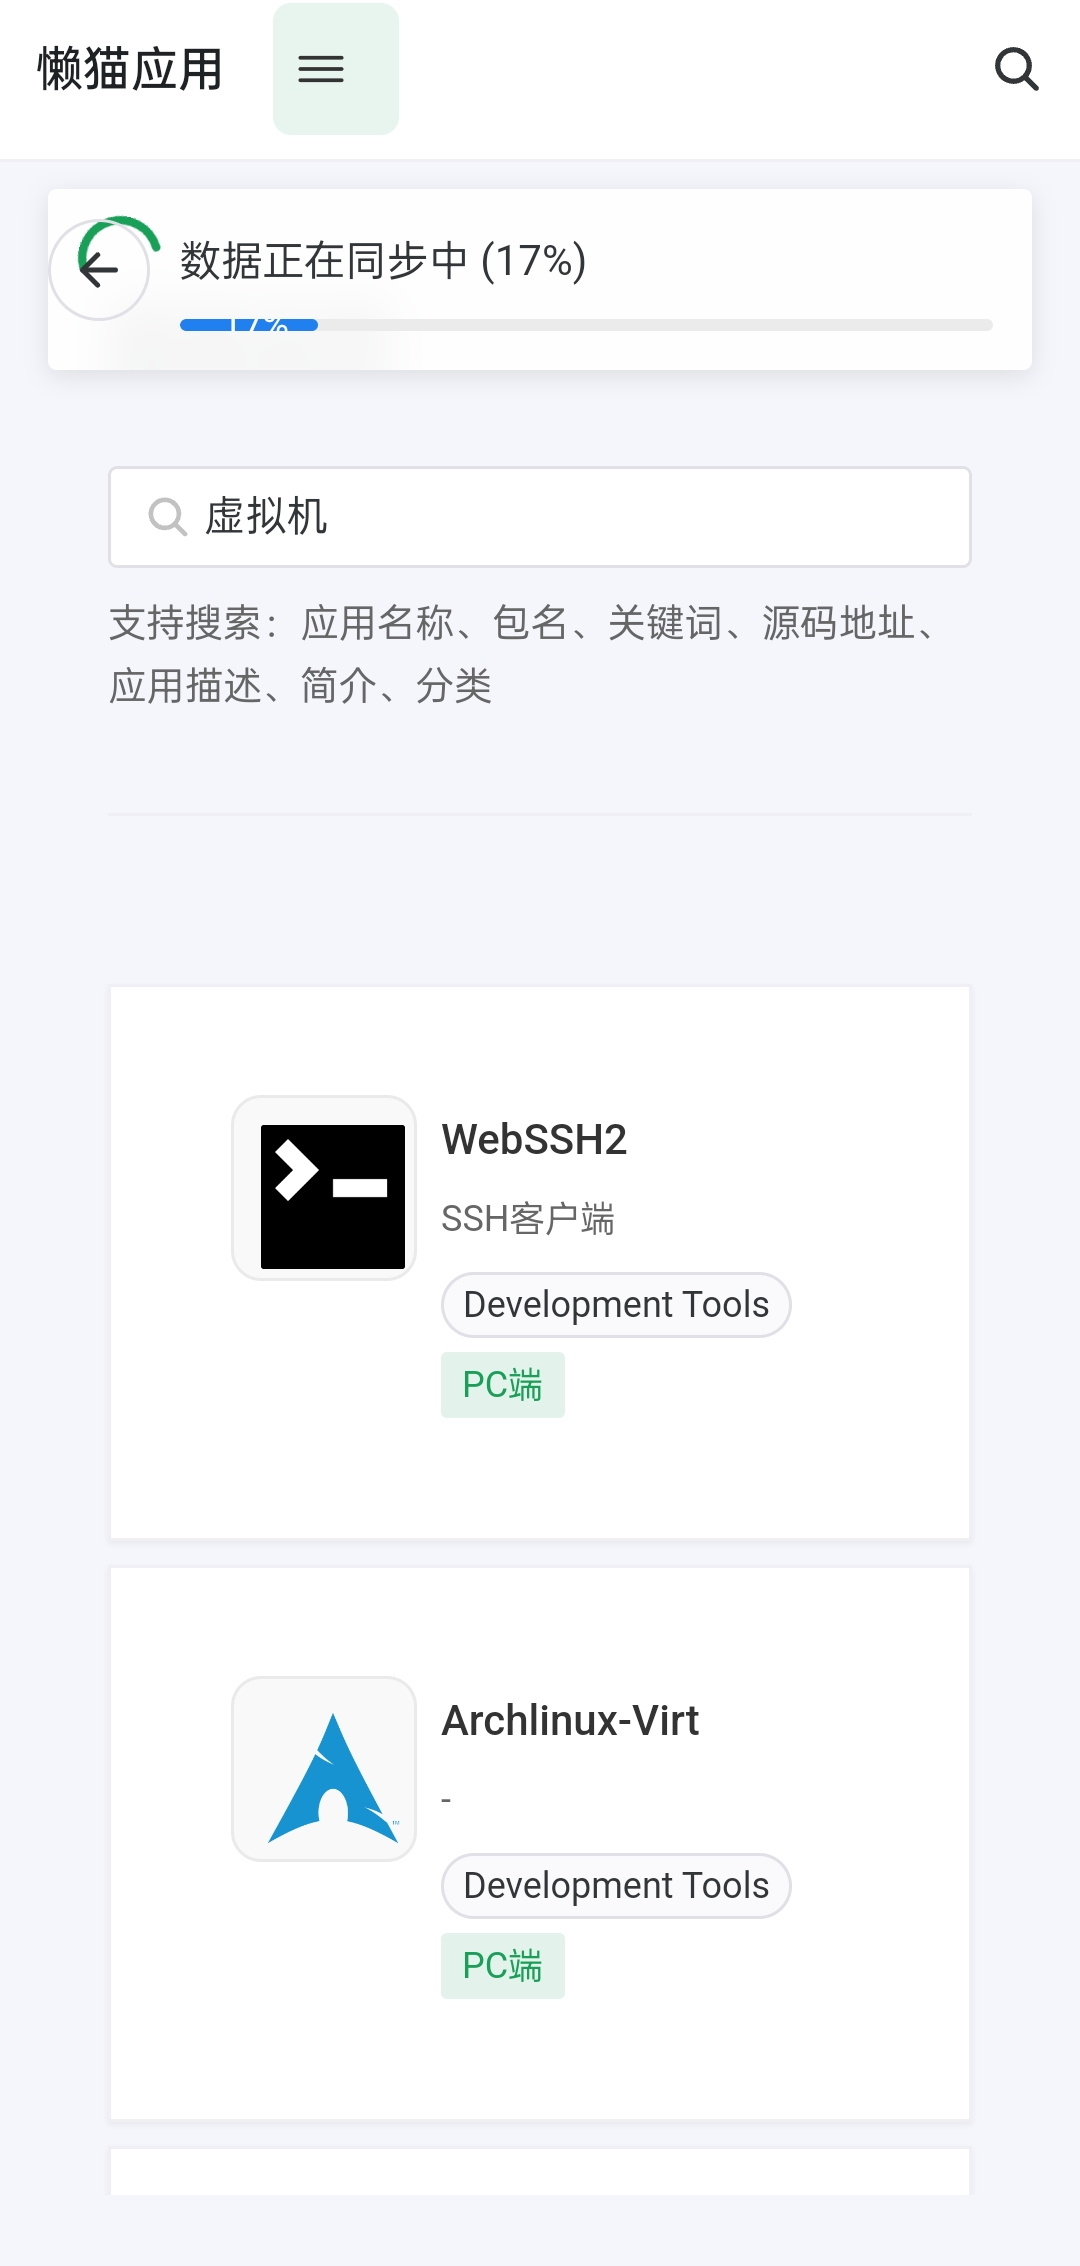 懒猫应用
数据正在同步中 (17%)
17%
虚拟机
支持搜索：应用名称、包名、关键词、源码地址、
应用描述、简介、分类
WebSSH2
SSH客户端
Development Tools
PC端
Archlinux-Virt
-
Development Tools
PC端